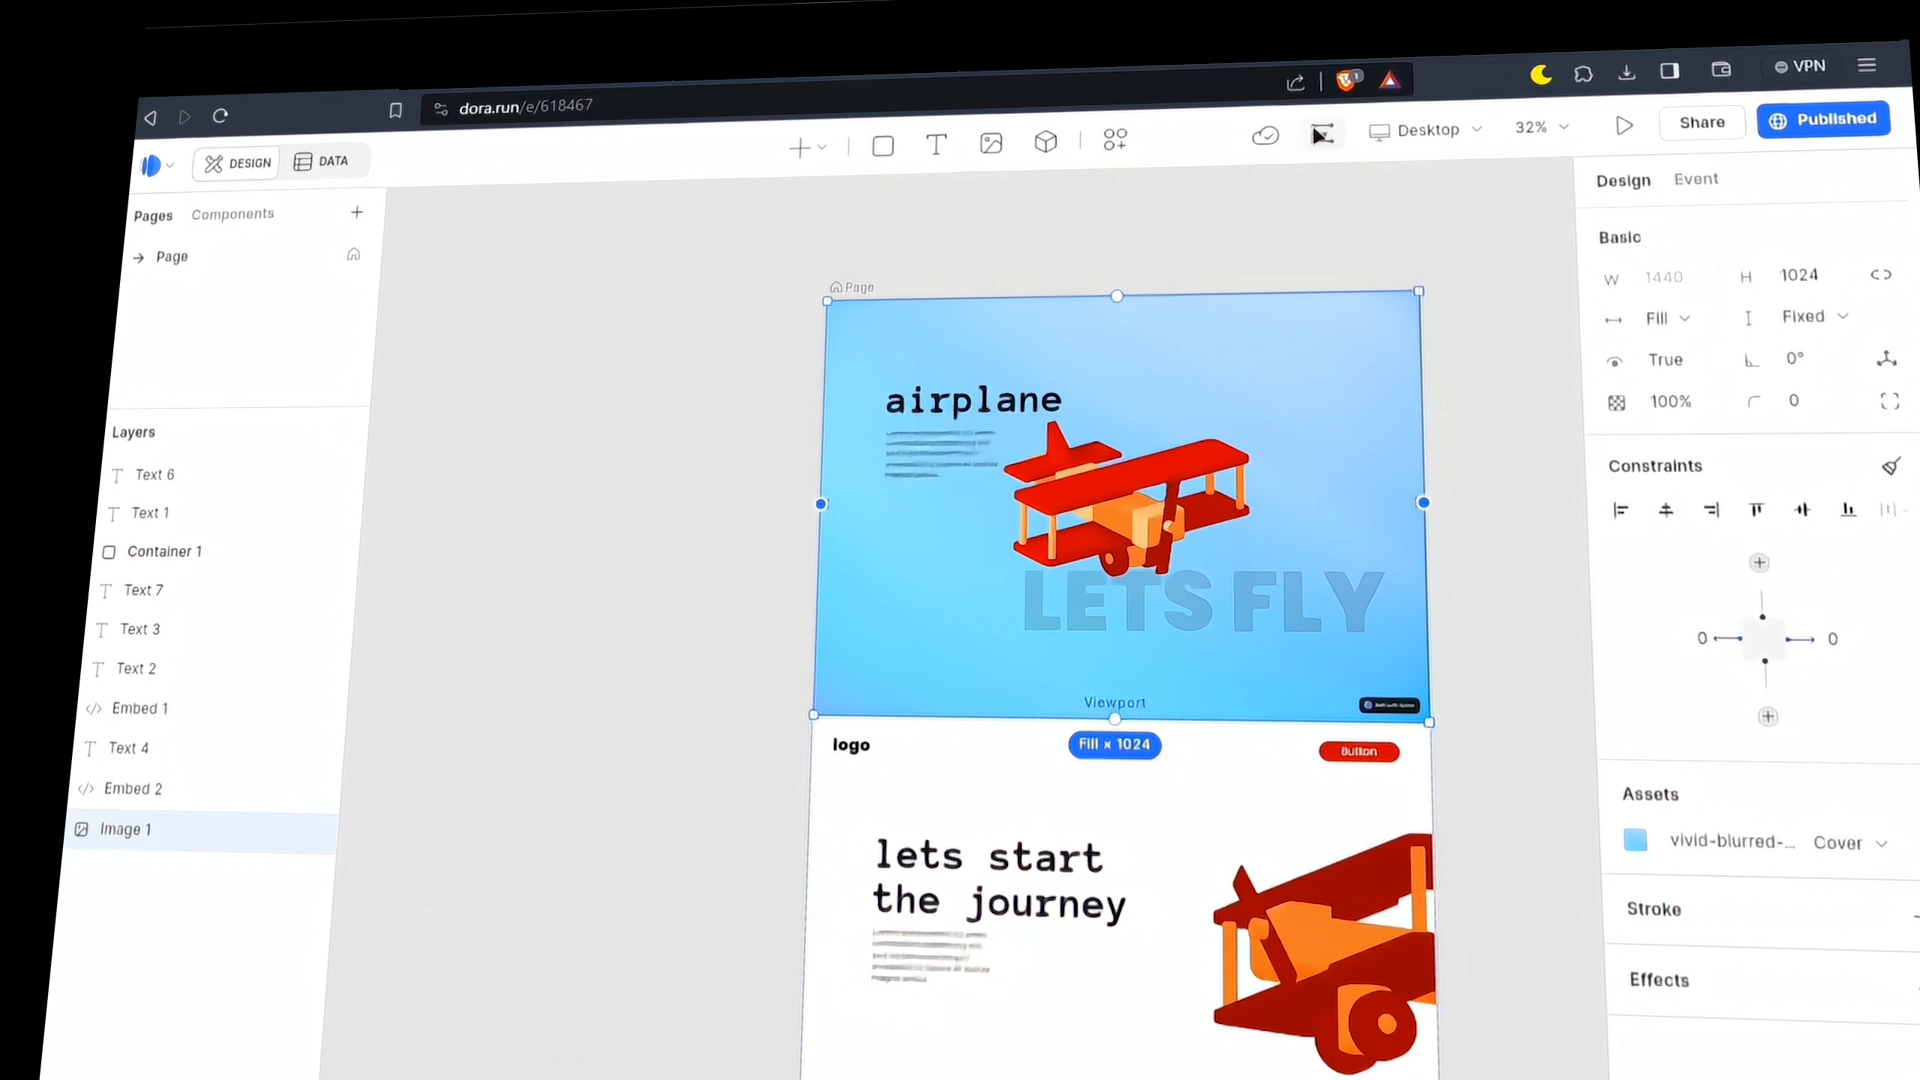 dora.run/e/618467
VPN
DESIGN
DATA
Desktop
32%
Share
Published
Pages
Components
Page
Layers
Text 6
Text 1
Container 1
Text 7
Text 3
Text 2
Embed 1
Text 4
Embed 2
Image 1
Page
airplane
LETS FLY
Viewport
Fill × 1024
logo
Button
lets start
the journey
Design
Event
Basic
W 1440
H 1024
Fill
Fixed
True
0°
100%
0
Constraints
0
0
Assets
vivid-blurred-...
Cover
Stroke
Effects